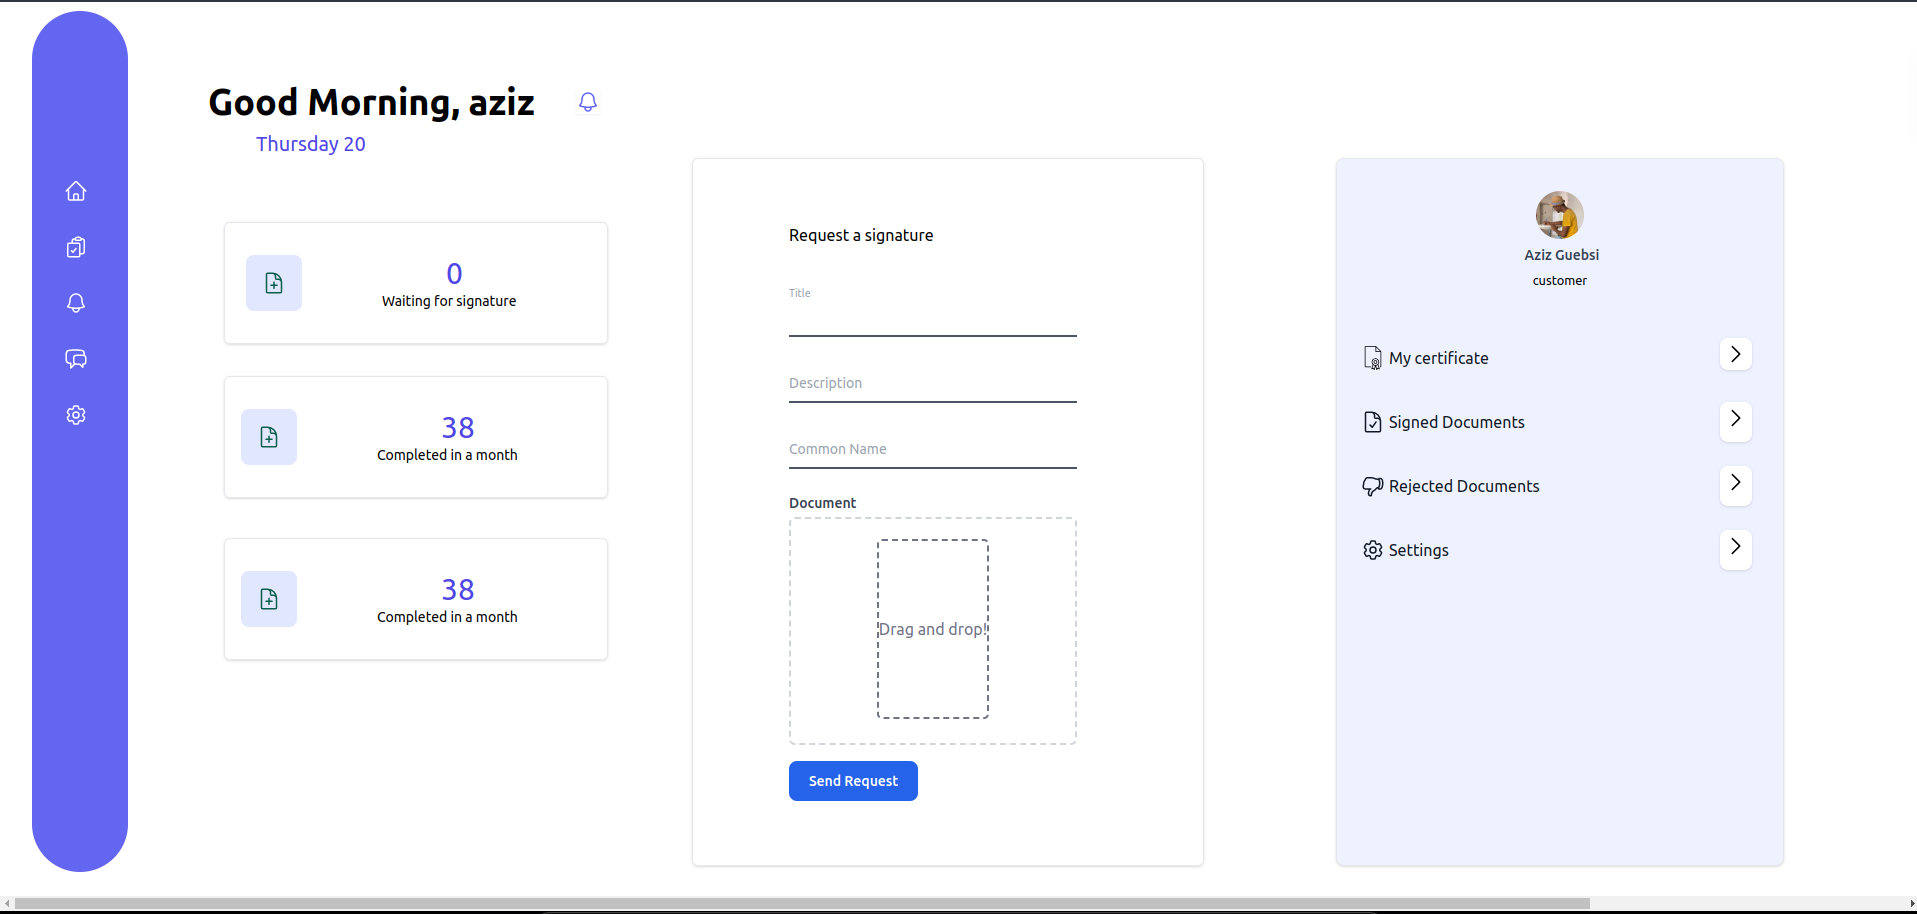 Good Morning, aziz
Thursday 20
0
Waiting for signature
38
Completed in a month
38
Completed in a month
Request a signature
Title
Description
Common Name
Document
Drag and drop!
Send Request
Aziz Guebsi
customer
My certificate
Signed Documents
Rejected Documents
Settings